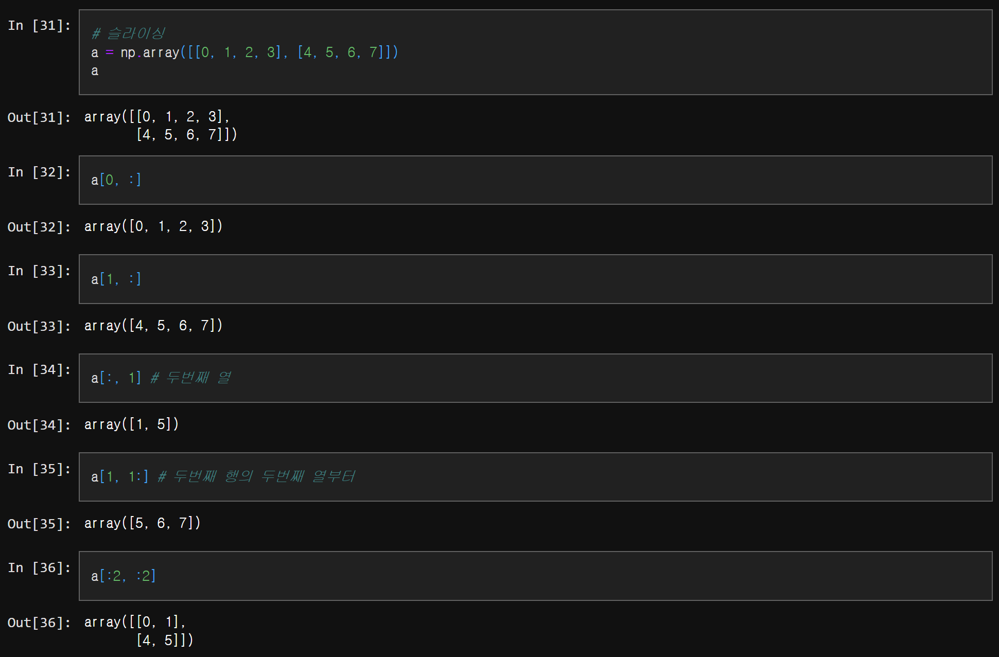 In [31]:
# 슬라이싱
a = np.array([[0, 1, 2, 3], [4, 5, 6, 7]])
a
Out[31]: array([[0, 1, 2, 3],
[4, 5, 6, 7]])
In [32]:
a[0, :]
Out[32]: array([0, 1, 2, 3])
In [33]:
a[1, :]
Out[33]: array([4, 5, 6, 7])
In [34]:
a[:, 1] # 두번째 열
Out[34]: array([1, 5])
In [35]:
a[1, 1:] # 두번째 행의 두번째 열부터
Out[35]: array([5, 6, 7])
In [36]:
a[:2, :2]
Out[36]: array([[0, 1],
[4, 5]])